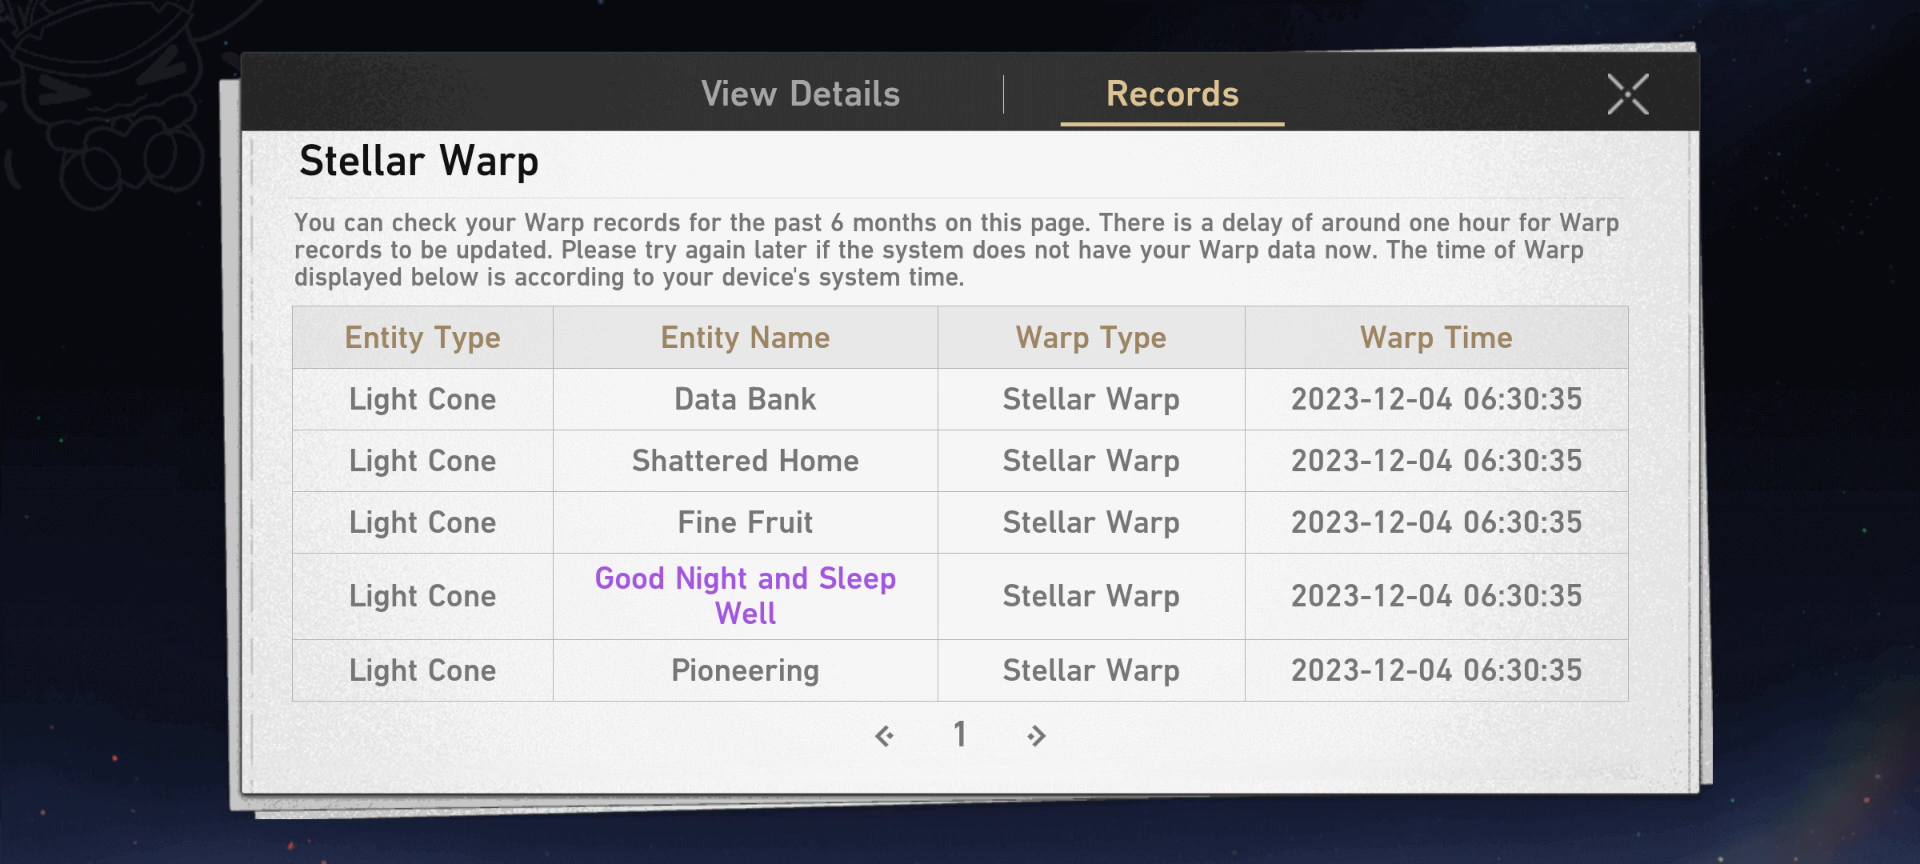 View Details
Records
Stellar Warp
You can check your Warp records for the past 6 months on this page. There is a delay of around one hour for Warp
records to be updated. Please try again later if the system does not have your Warp data now. The time of Warp
displayed below is according to your device's system time.
Entity Type Entity Name Warp Type Warp Time
Light Cone Data Bank Stellar Warp 2023-12-04 06:30:35
Light Cone Shattered Home Stellar Warp 2023-12-04 06:30:35
Light Cone Fine Fruit Stellar Warp 2023-12-04 06:30:35
Light Cone Good Night and Sleep
Well Stellar Warp 2023-12-04 06:30:35
Light Cone Pioneering Stellar Warp 2023-12-04 06:30:35
1